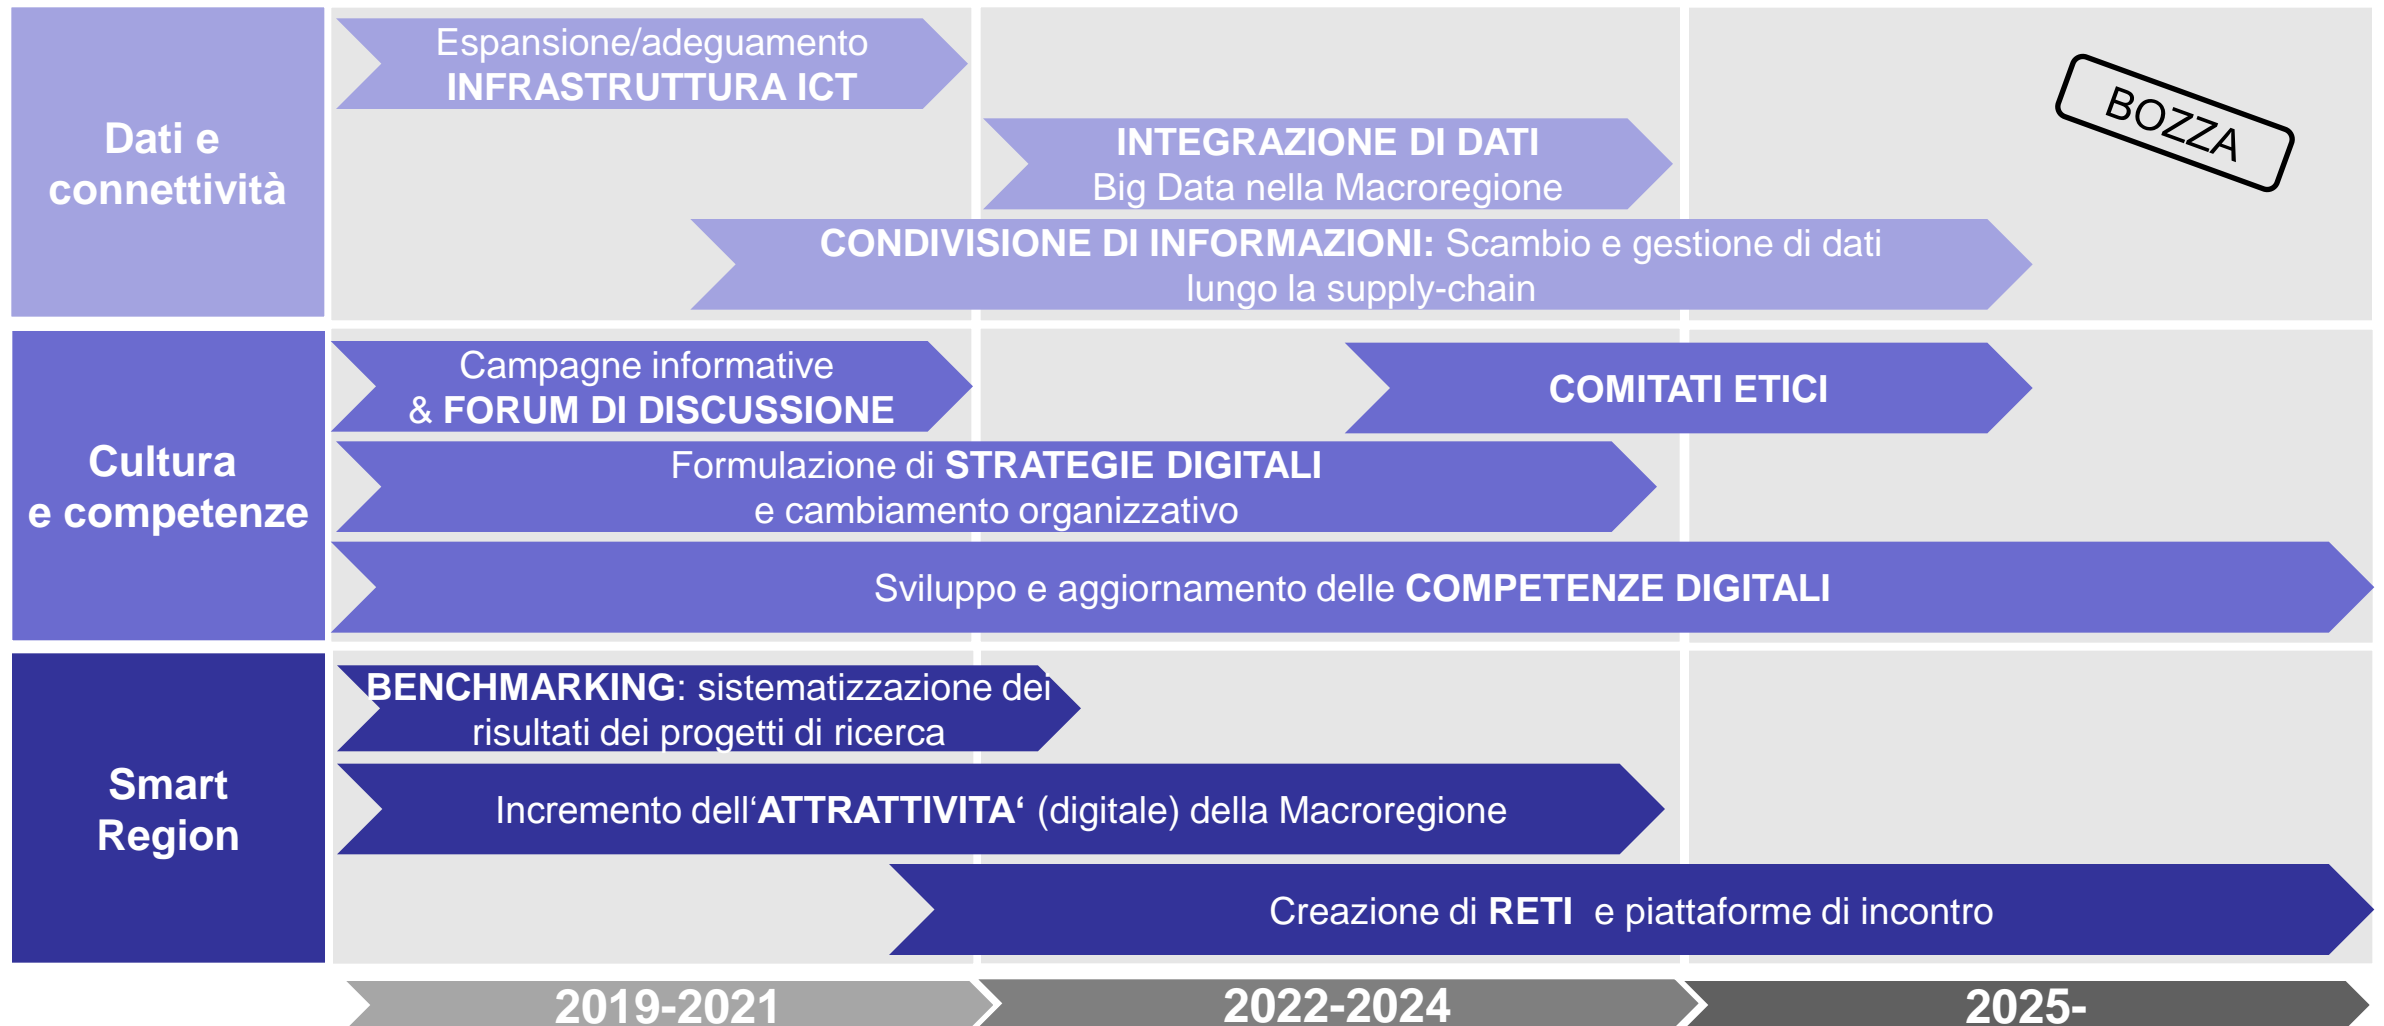 Dati e
connettività
Espansione/adeguamento
INFRASTRUTTURA ICT
INTEGRAZIONE DI DATI
Big Data nella Macroregione
CONDIVISIONE DI INFORMAZIONI: Scambio e gestione di dati
lungo la supply-chain
BOZZA
Cultura
e competenze
Campagne informative
& FORUM DI DISCUSSIONE
COMITATI ETICI
Formulazione di STRATEGIE DIGITALI
e cambiamento organizzativo
Sviluppo e aggiornamento delle COMPETENZE DIGITALI
Smart
Region
BENCHMARKING: sistematizzazione dei
risultati dei progetti di ricerca
Incremento dell‘ATTRATTIVITA‘ (digitale) della Macroregione
Creazione di RETI e piattaforme di incontro
2019-2021
2022-2024
2025-